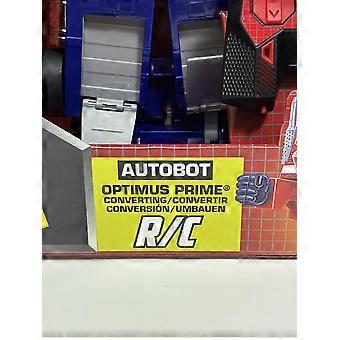 AUTOBOT
OPTIMUS PRIME®
CONVERTING/CONVERTIR
CONVERSIÓN/UMBAUEN
R/C